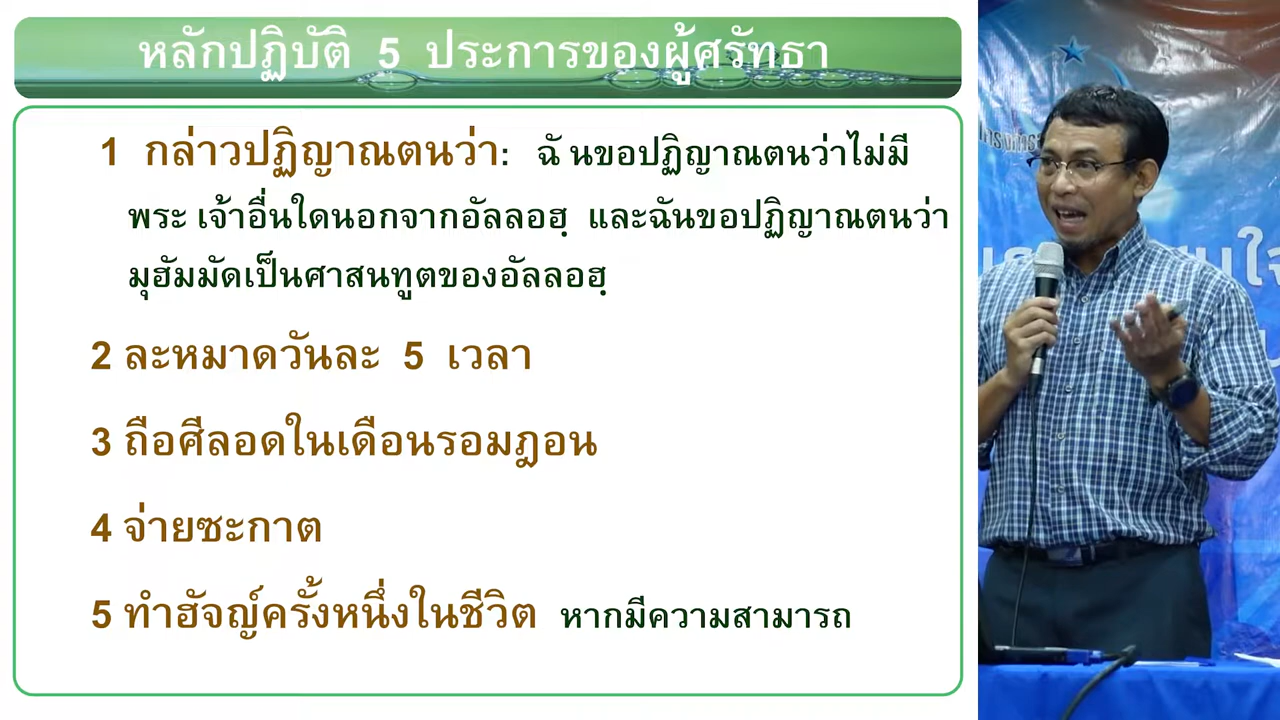 หลักปฏิบัติ 5 ประการของผู้ศรัทธา
1 กล่าวปฏิญาณตนว่า: ฉั นขอปฏิญาณตนว่าไม่มี
พระ เจ้าอื่นใดนอกจากอัลลอฮฺ และฉันขอปฏิญาณตนว่า
มุฮัมมัดเป็นศาสนทูตของอัลลอฮฺ
2 ละหมาดวันละ 5 เวลา
3 ถือศีลอดในเดือนรอมฎอน
4 จ่ายซะกาต
5 ทำฮัจญ์ครั้งหนึ่งในชีวิต หากมีความสามารถ